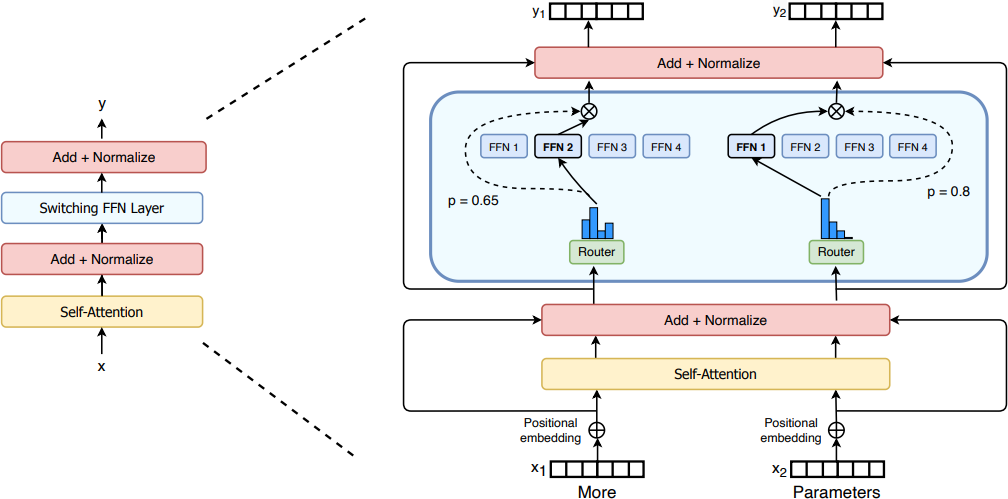 y
Add + Normalize
Switching FFN Layer
Add + Normalize
Self-Attention
x
y1 y2
Add + Normalize
FFN 1 FFN 2 FFN 3 FFN 4 FFN 1 FFN 2 FFN 3 FFN 4
p = 0.65 p = 0.8
Router Router
Add + Normalize
Self-Attention
Positional
embedding
Positional
embedding
x1 x2
More Parameters